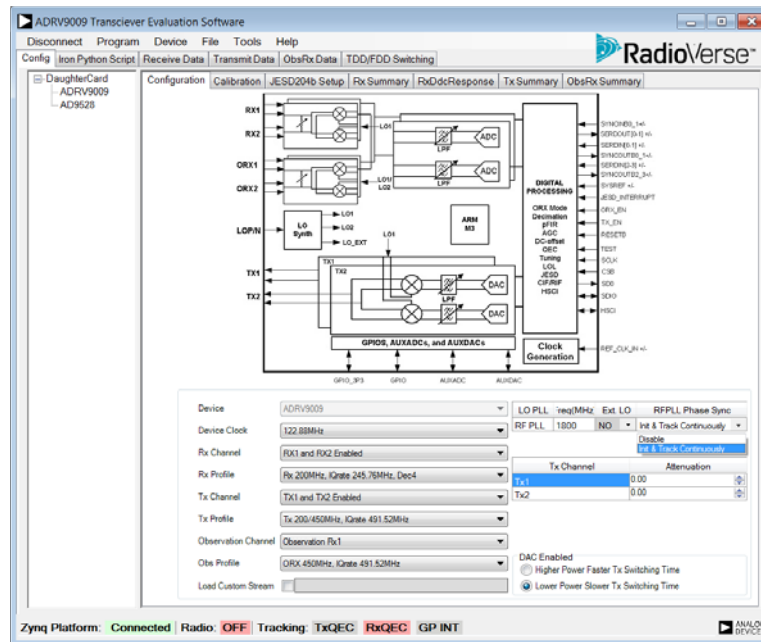 ADRV9009 Transciever Evaluation Software
Disconnect Program Device File Tools Help
RadioVerse
Config Iron Python Script Receive Data Transmit Data ObsRx Data TDD/FDD Switching
DaughterCard
ADRV9009
AD9528
Configuration Calibration JESD204b Setup Rx Summary RxDdcResponse Tx Summary ObsRx Summary
RX1
RX2
LO1
LPF
ADC
LPF
ADC
ORX1
ORX2
LO1/
LO2
LOP/N
LO
Synth
LO1
LO2
LO_EXT
LO1
ARM
M3
DIGITAL
PROCESSING
ORX Mode
Decimation
pFIR
AGC
DC-offset
QEC
Tuning
LOL
JESD
CIF/RIF
HSCI
SYNCINB0_1+/-
SERDOUT[0-1] +/-
SERDIN[0-1] +/-
SYNCOUTB0_1+/-
SERDIN[2-3] +/-
SYNCOUTB2_3+/-
SYSREF +/-
JESD_INTERRUPT
ORX_EN
TX_EN
RESETB
TEST
SCLK
CSB
SDO
SDIO
HSCI
TX1
TX2
TX1
TX2
LPF
DAC
DAC
GPIOS, AUXADCs, and AUXDACs
Clock
Generation
REF_CLK_IN +/-
GPIO_3P3 GPIO AUXADC AUXDAC
Device ADRV9009
Device Clock 122.88MHz
Rx Channel RX1 and RX2 Enabled
Rx Profile Rx 200MHz, IQrate 245.76MHz, Dec4
Tx Channel TX1 and TX2 Enabled
Tx Profile Tx 200/450MHz, IQrate 491.52MHz
Observation Channel Observation Rx1
Obs Profile ORX 450MHz, IQrate 491.52MHz
Load Custom Stream
LO PLL req(MHz Ext. LO RFPLL Phase Sync
RF PLL 1800 NO Init & Track Continuously
Disable
Init & Track Continuously
Tx Channel Attenuation
Tx1 0.00
Tx2 0.00
DAC Enabled
Higher Power Faster Tx Switching Time
Lower Power Slower Tx Switching Time
Zynq Platform: Connected Radio: OFF Tracking: TxQEC RxQEC GP INT
ANALOG
DEVICES